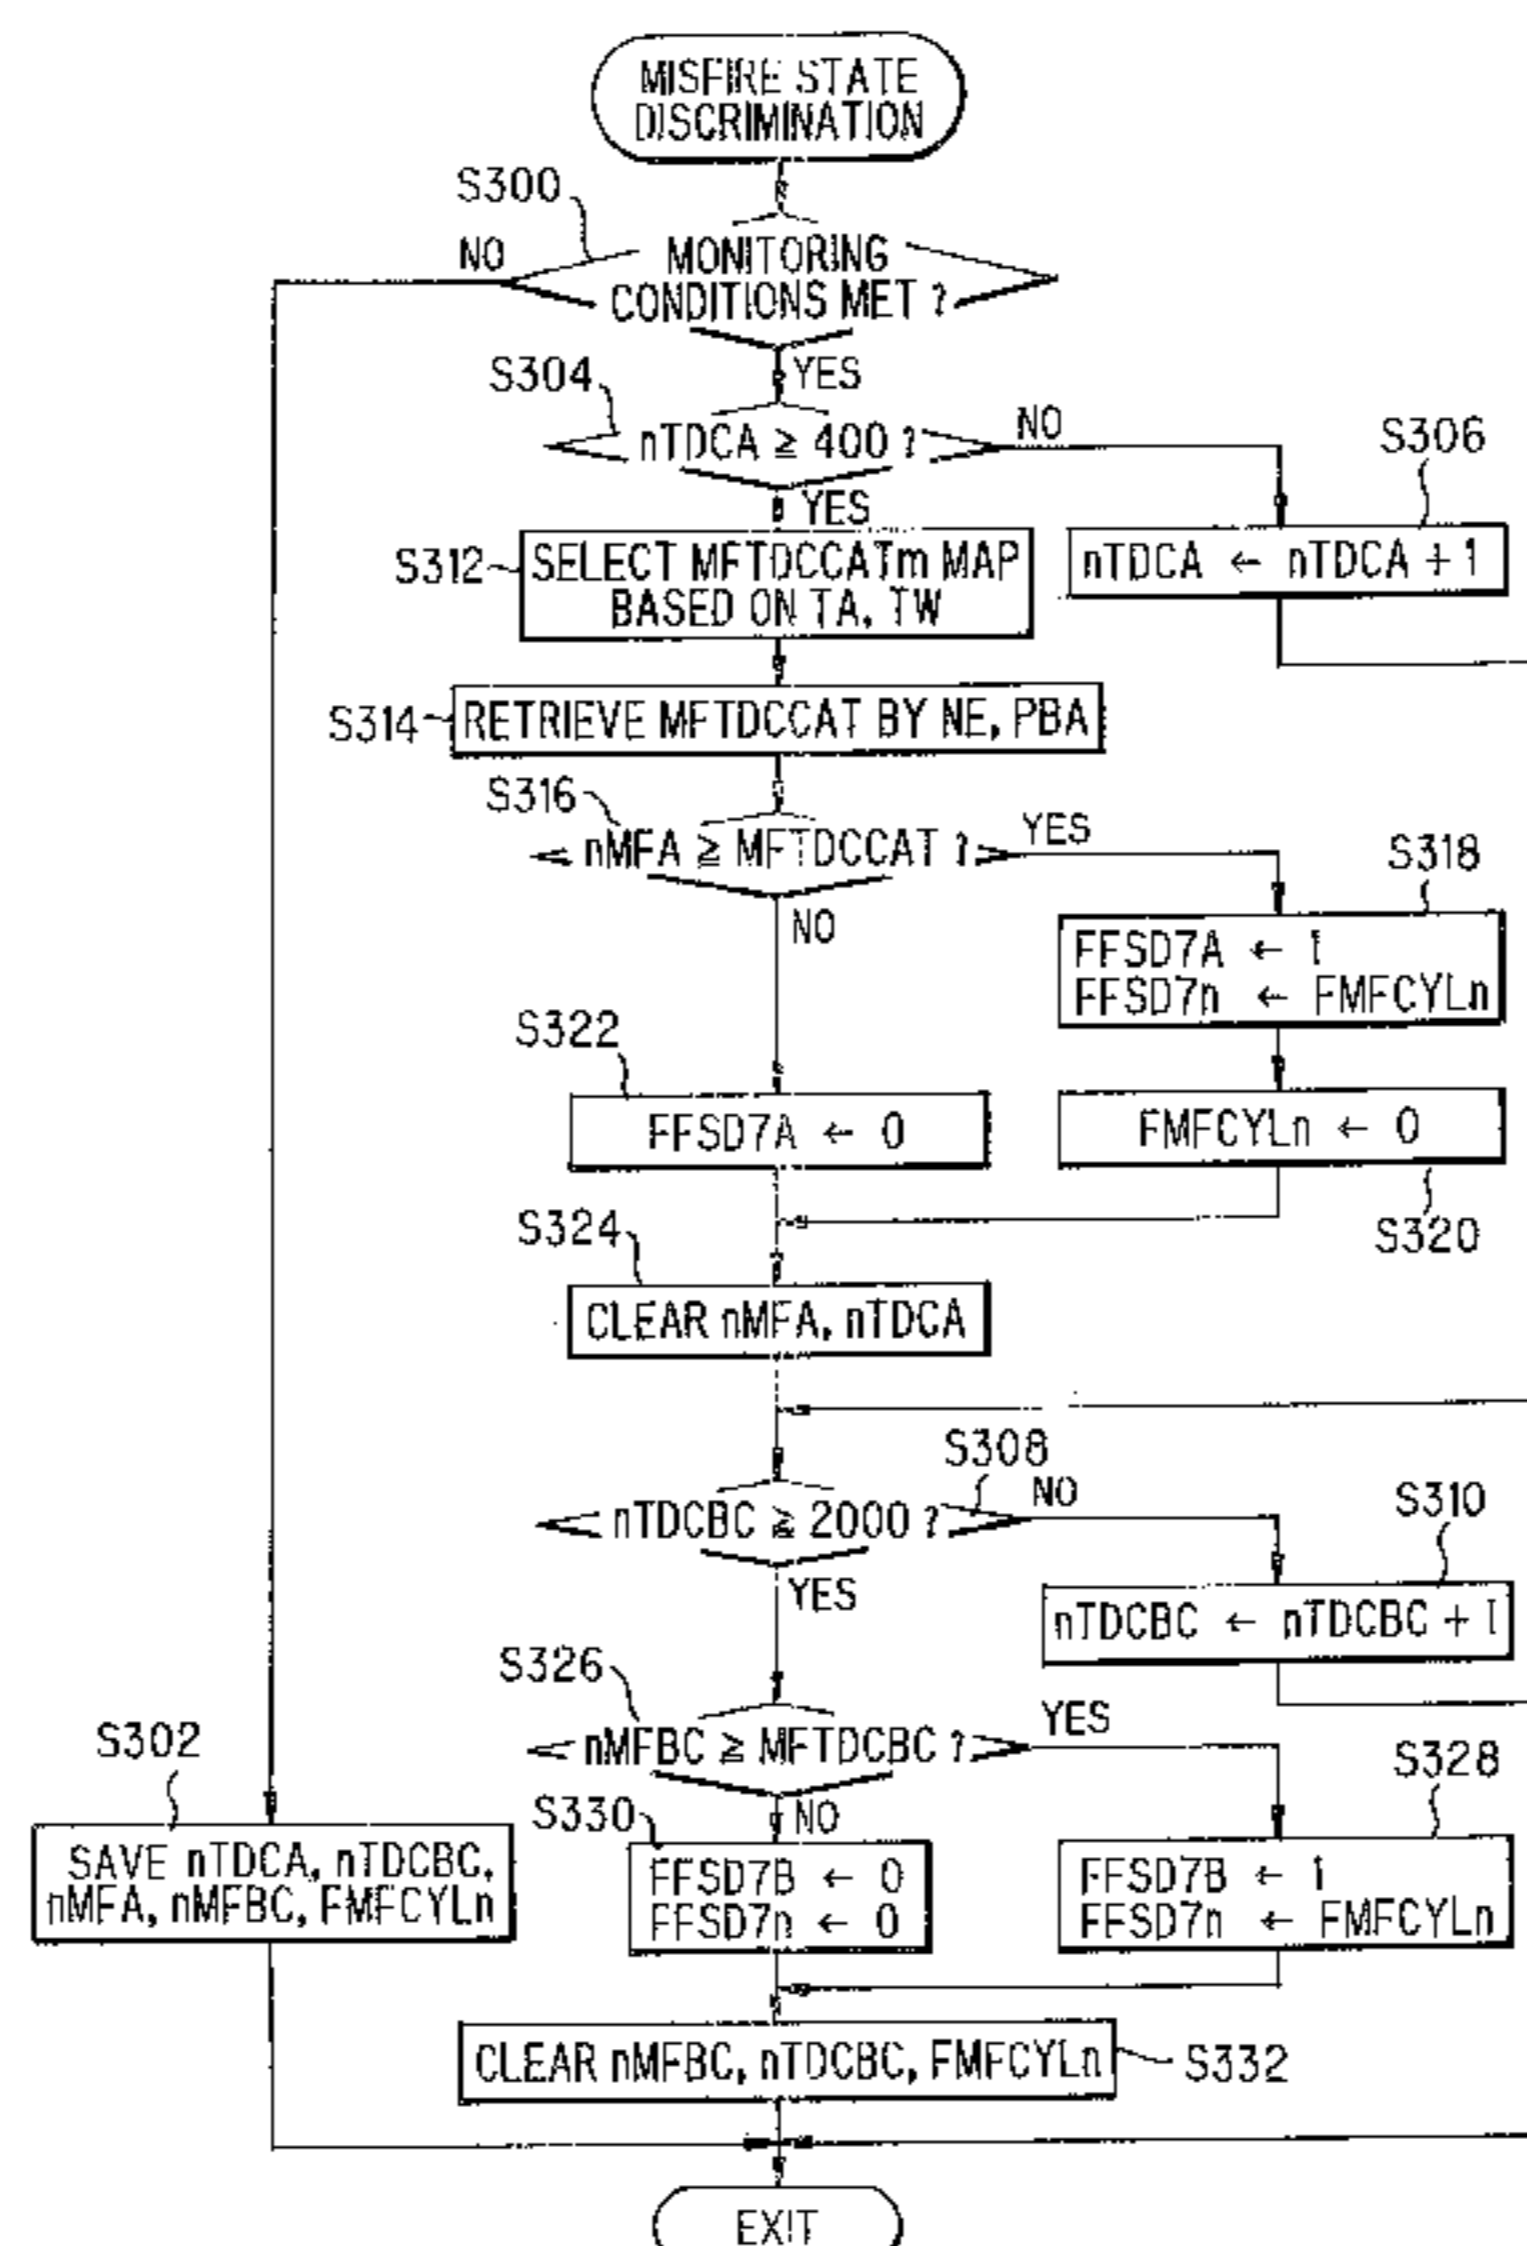 MISFIRE STATE
DISCRIMINATION
S300
NO
MONITORING
CONDITIONS MET ?
YES
S304
nTDCA ≧ 400 ?
NO
S306
YES
nTDCA ← nTDCA + 1
S312
SELECT MFTDCCATm MAP
BASED ON TA, TW
S314
RETRIEVE MFTDCCAT BY NE, PBA
S316
nMFA ≧ MFTDCCAT ?
YES
S318
NO
FFSD7A ← 1
FFSD7n ← FMFCYLn
S322
FFSD7A ← 0
FMFCYLn ← 0
S320
S324
CLEAR nMFA, nTDCA
S308
nTDCBC ≧ 2000 ?
NO
S310
YES
nTDCBC ← nTDCBC + 1
S326
nMFBC ≧ MFTDCBC ?
YES
S302
S328
S330
NO
SAVE nTDCA, nTDCBC,
nMFA, nMFBC, FMFCYLn
FFSD7B ← 0
FFSD7n ← 0
FFSD7B ← 1
FFSD7n ← FMFCYLn
CLEAR nMFBC, nTDCBC, FMFCYLn
S332
EXIT